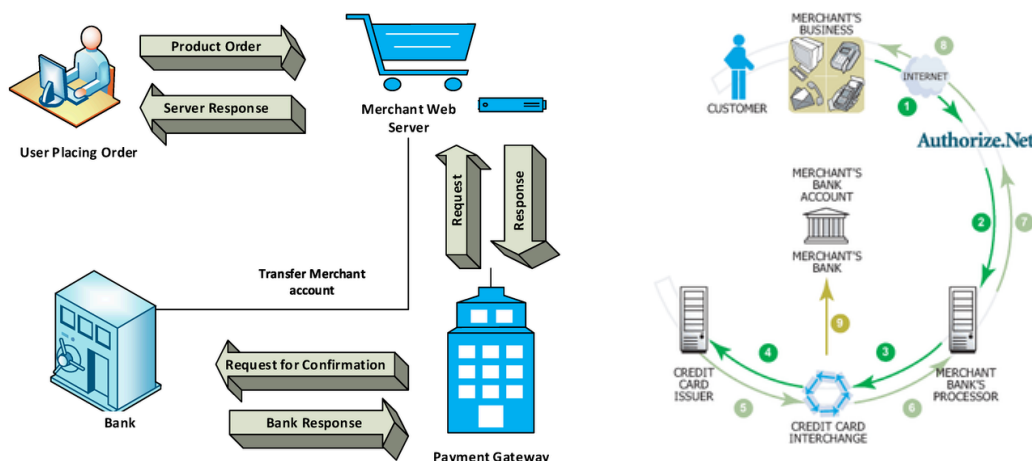 Product Order
Server Response
User Placing Order
Merchant Web
Server
Request
Response
Transfer Merchant
account
Bank
Request for Confirmation
Bank Response
Payment Gateway
MERCHANT'S
BUSINESS
CUSTOMER
8
INTERNET
1
Authorize.Net
MERCHANT'S
BANK
ACCOUNT
MERCHANT'S
BANK
2
7
9
4
3
CREDIT
CARD
ISSUER
MERCHANT
BANK'S
PROCESSOR
5
6
CREDIT CARD
INTERCHANGE